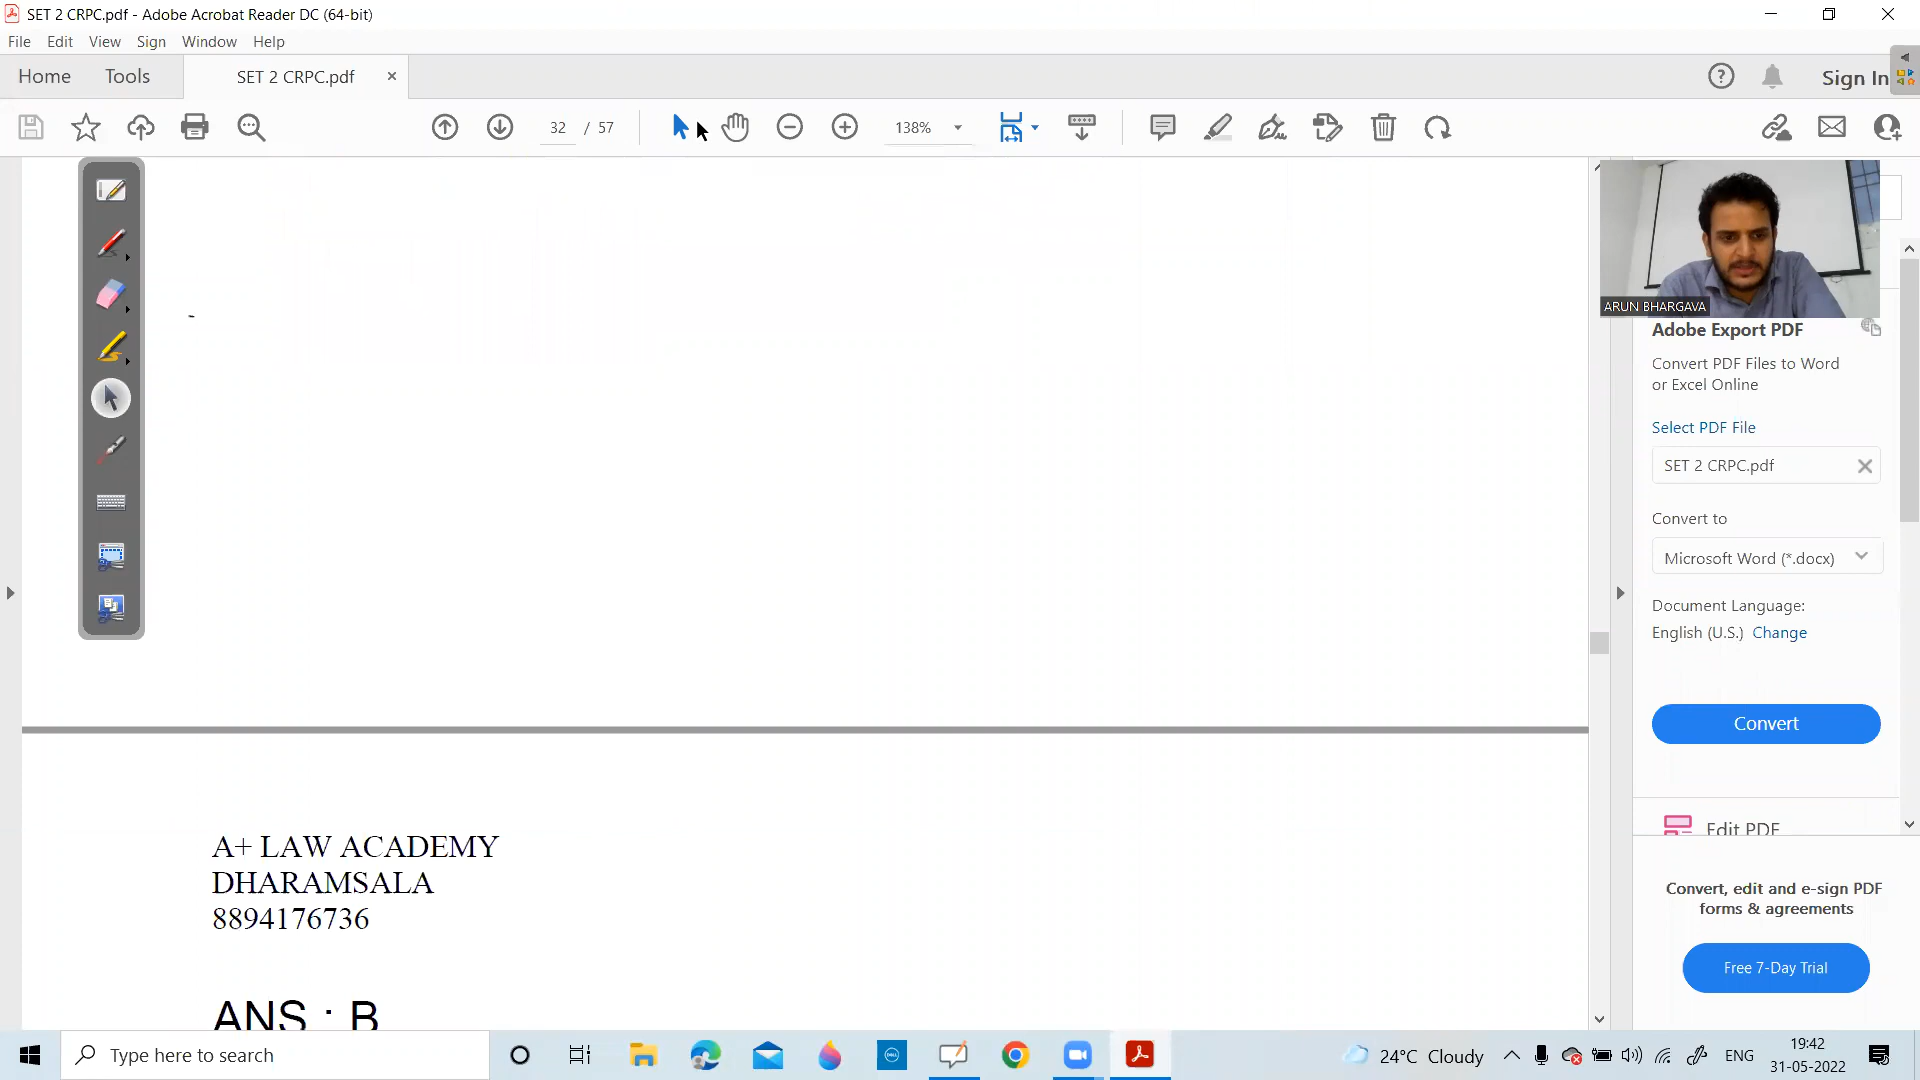 SET 2 CRPC.pdf - Adobe Acrobat Reader DC (64-bit)
File Edit View Sign Window Help
Home Tools SET 2 CRPC.pdf Sign In
32 / 57 138%
ARUN BHARGAVA
Adobe Export PDF
Convert PDF Files to Word
or Excel Online
Select PDF File
SET 2 CRPC.pdf
Convert to
Microsoft Word (*.docx)
Document Language:
English (U.S.) Change
Convert
Edit PDF
Convert, edit and e-sign PDF
forms & agreements
Free 7-Day Trial
A+ LAW ACADEMY
DHARAMSALA
8894176736
ANS : B
Type here to search
DELL
24°C Cloudy
ENG
19:42
31-05-2022